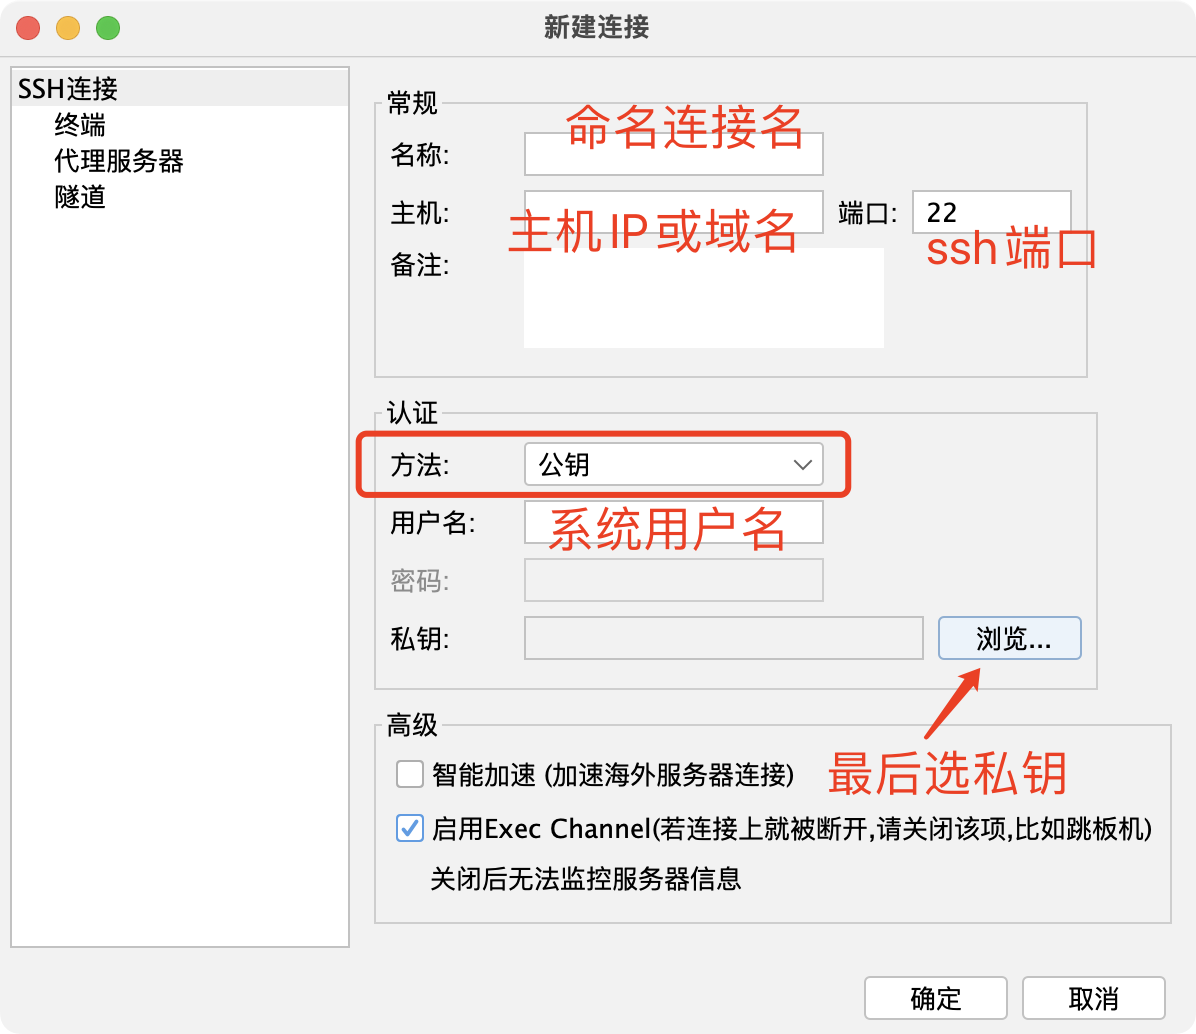 新建连接
SSH连接
终端
代理服务器
隧道
常规
命名连接名
名称:
主机:
主机IP或域名
端口:
22
ssh端口
备注:
认证
方法:
公钥
用户名:
系统用户名
密码:
私钥:
浏览...
最后选私钥
高级
智能加速 (加速海外服务器连接)
启用Exec Channel(若连接上就被断开,请关闭该项,比如跳板机)
关闭后无法监控服务器信息
确定
取消